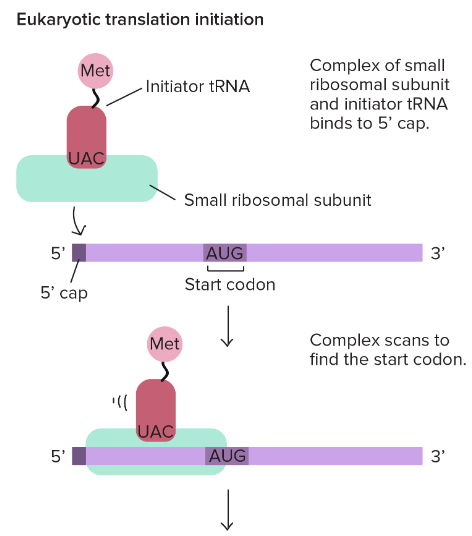 Eukaryotic translation initiation
Met
Initiator tRNA
UAC
Small ribosomal subunit
Complex of small
ribosomal subunit
and initiator tRNA
binds to 5’ cap.
5’
AUG
3’
5’ cap
Start codon
Met
Complex scans to
find the start codon.
UAC
5’
AUG
3’